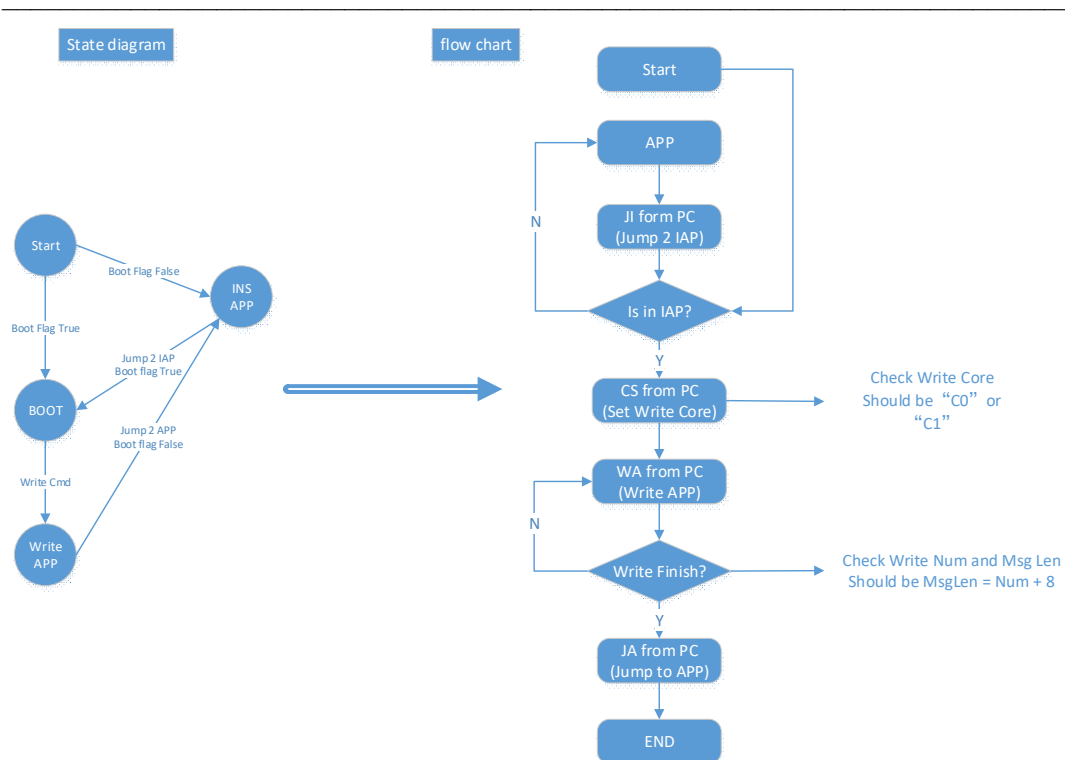 State diagram
flow chart
Start
Boot Flag False
INS
APP
Boot Flag True
Jump 2 IAP
Boot flag True
BOOT
Jump 2 APP
Boot flag False
Write Cmd
Write
APP
Start
APP
N
JI form PC
(Jump 2 IAP)
Is in IAP?
Y
CS from PC
(Set Write Core)
Check Write Core
Should be “C0” or
“C1”
WA from PC
(Write APP)
N
Write Finish?
Check Write Num and Msg Len
Should be MsgLen = Num + 8
Y
JA from PC
(Jump to APP)
END